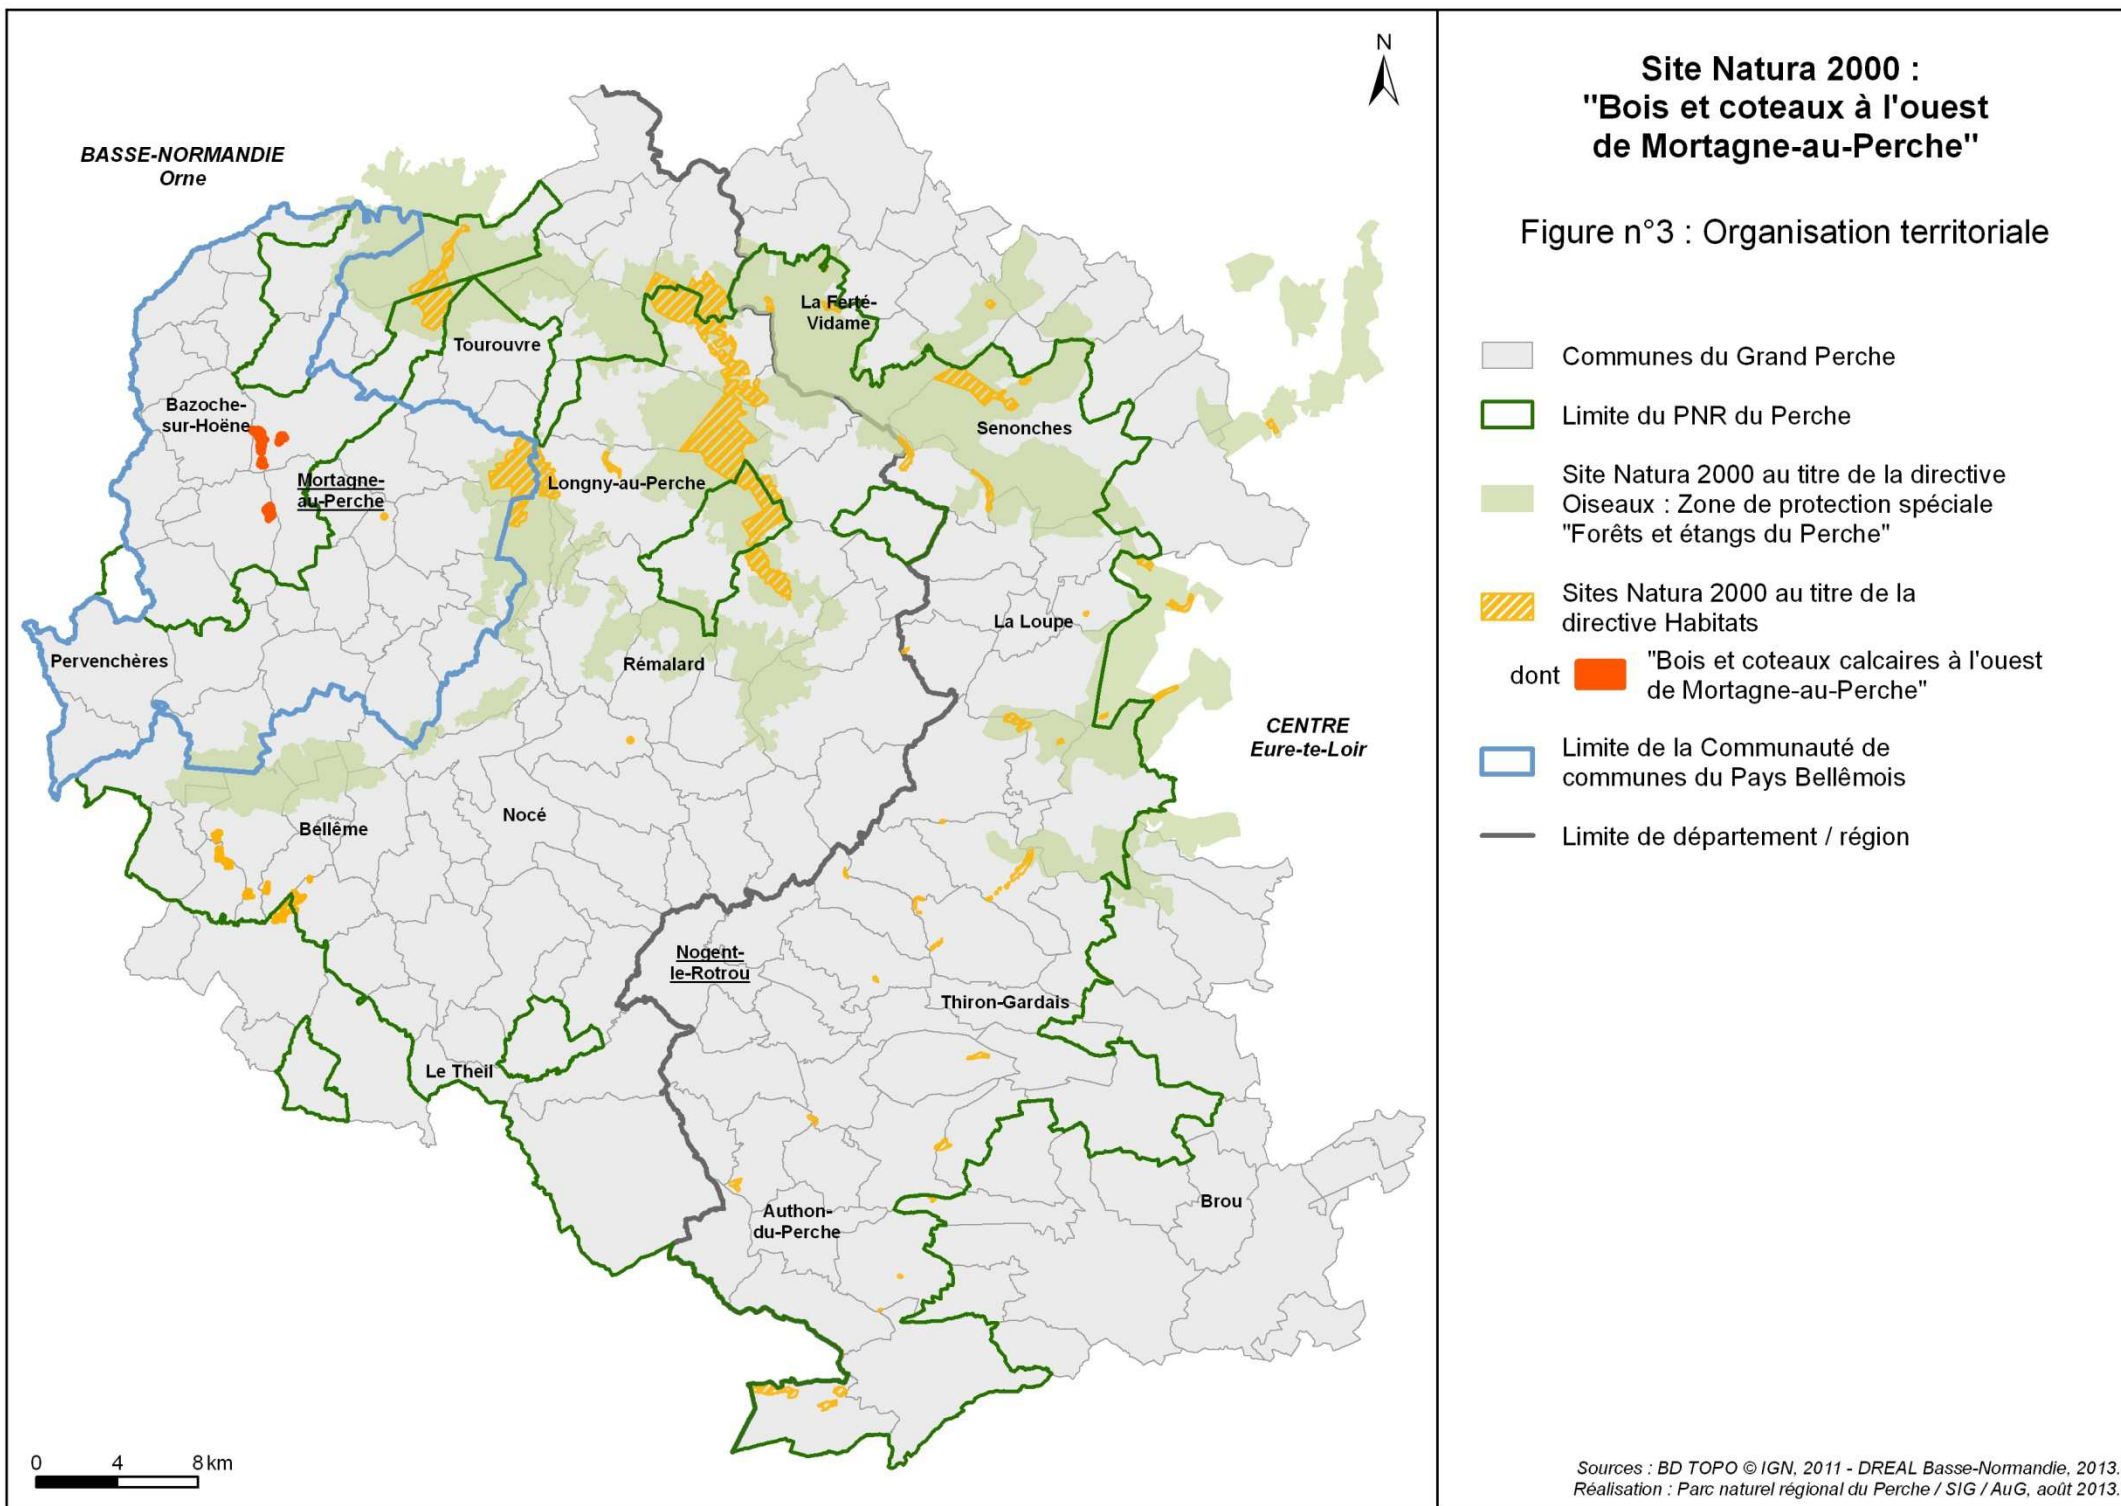 Site Natura 2000 :
"Bois et coteaux à l'ouest
de Mortagne-au-Perche"
Figure n°3 : Organisation territoriale
Communes du Grand Perche
Limite du PNR du Perche
Site Natura 2000 au titre de la directive
Oiseaux : Zone de protection spéciale
"Forêts et étangs du Perche"
Sites Natura 2000 au titre de la
directive Habitats
dont
"Bois et coteaux calcaires à l'ouest
de Mortagne-au-Perche"
Limite de la Communauté de
communes du Pays Bellêmois
Limite de département / région
N
BASSE-NORMANDIE
Orne
La Ferté-
Vidame
Tourouvre
Bazoche-
sur-Hoëne
Senonches
Mortagne-
au-Perche
Longny-au-Perche
La Loupe
Pervenchères
Rémalard
CENTRE
Eure-te-Loir
Nocé
Bellême
Nogent-
le-Rotrou
Thiron-Gardais
Le Theil
Brou
Authon-
du-Perche
0 4 8 km
Sources : BD TOPO © IGN, 2011 - DREAL Basse-Normandie, 2013.
Réalisation : Parc naturel régional du Perche / SIG / AuG, août 2013.